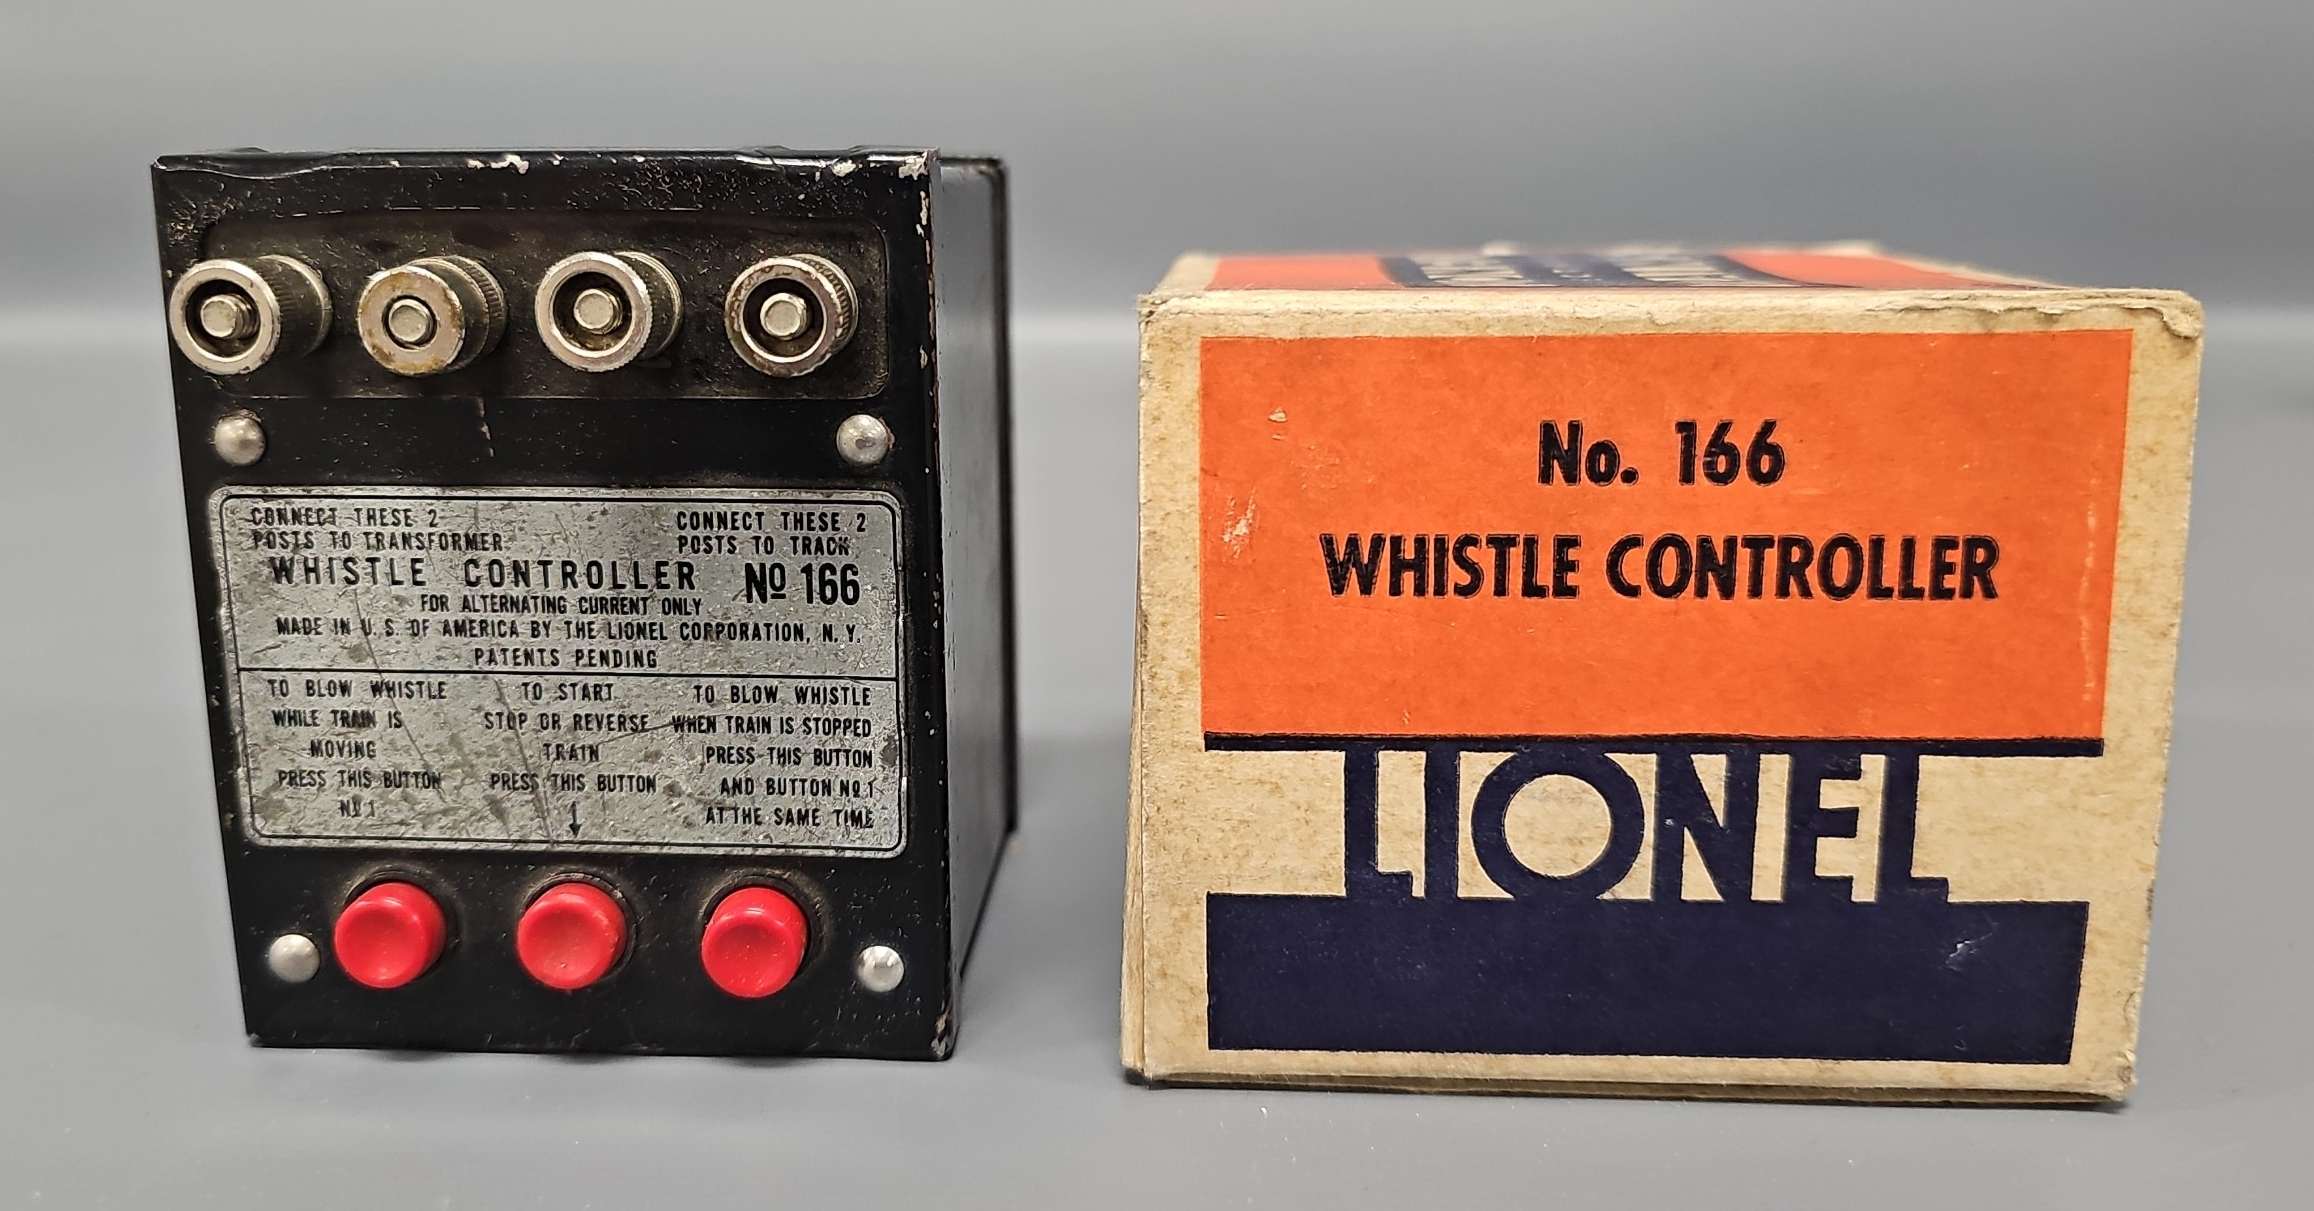 CONNECT THESE 2
POSTS TO TRANSFORMER
CONNECT THESE 2
POSTS TO TRACK
WHISTLE CONTROLLER Nº 166
FOR ALTERNATING CURRENT ONLY
MADE IN U. S. OF AMERICA BY THE LIONEL CORPORATION, N. Y.
PATENTS PENDING
TO BLOW WHISTLE
WHILE TRAIN IS
MOVING
PRESS THIS BUTTON
Nº 1
TO START
STOP OR REVERSE
TRAIN
PRESS THIS BUTTON
TO BLOW WHISTLE
WHEN TRAIN IS STOPPED
PRESS THIS BUTTON
AND BUTTON Nº 1
AT THE SAME TIME
No. 166
WHISTLE CONTROLLER
LIONEL